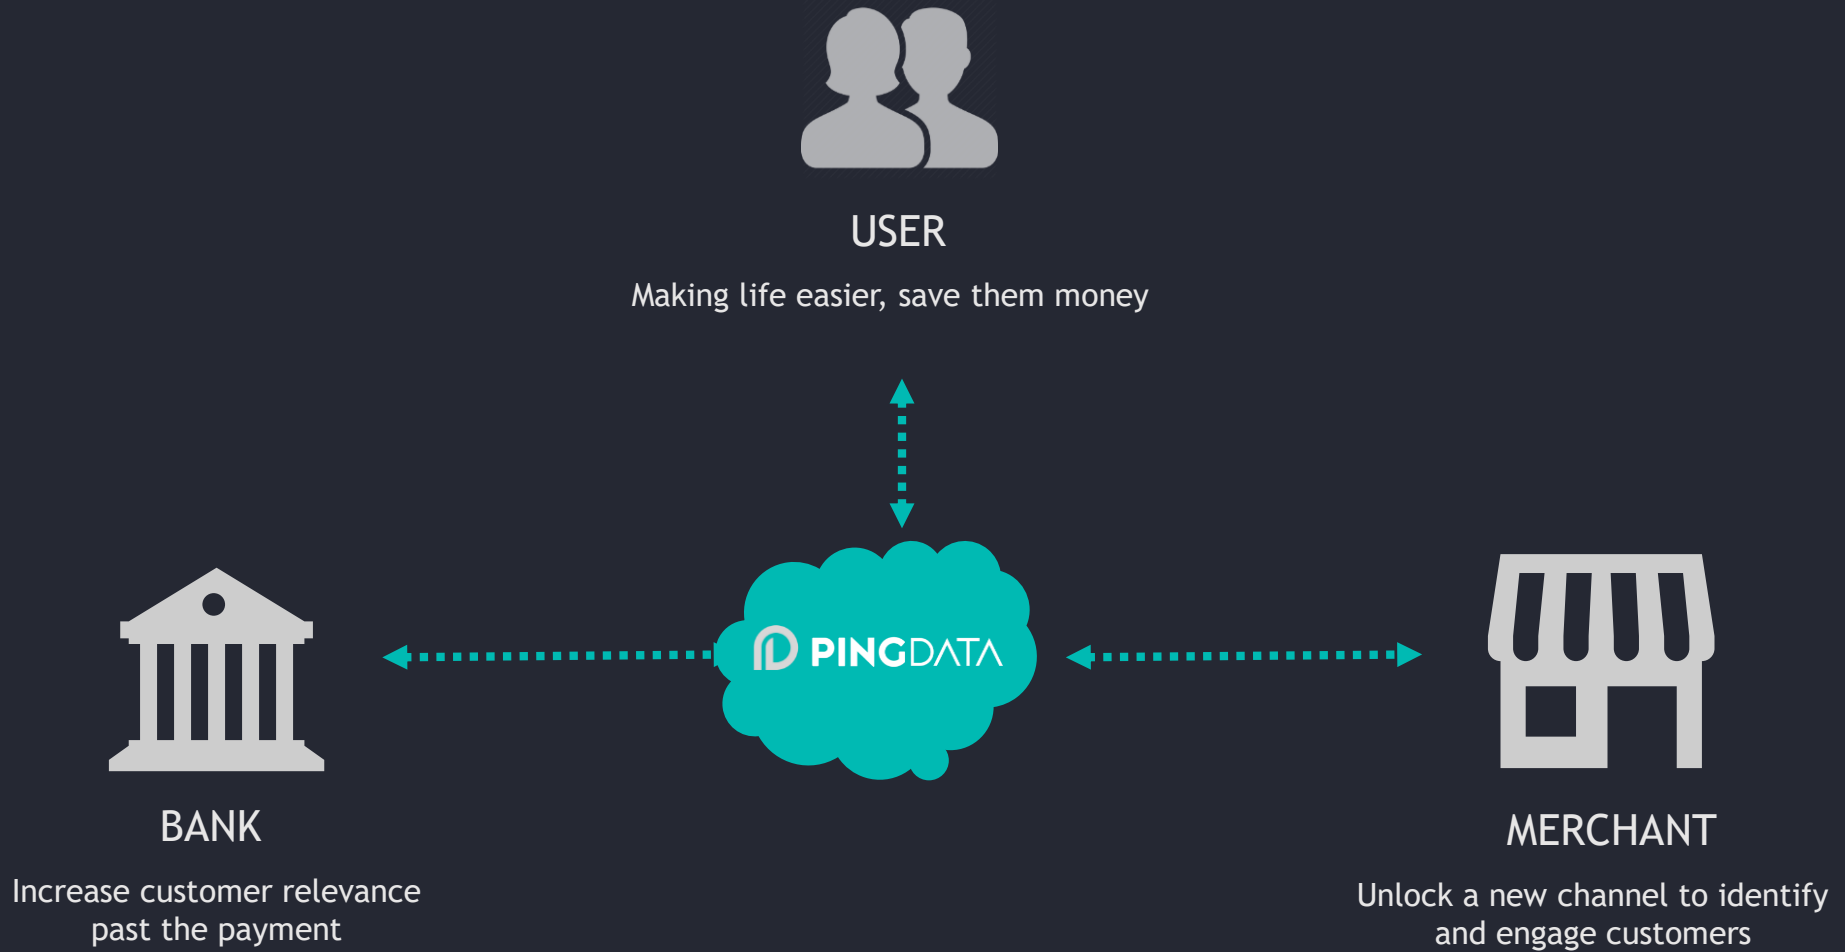 USER
Making life easier, save them money
PINGDATA
BANK
Increase customer relevance
past the payment
MERCHANT
Unlock a new channel to identify
and engage customers